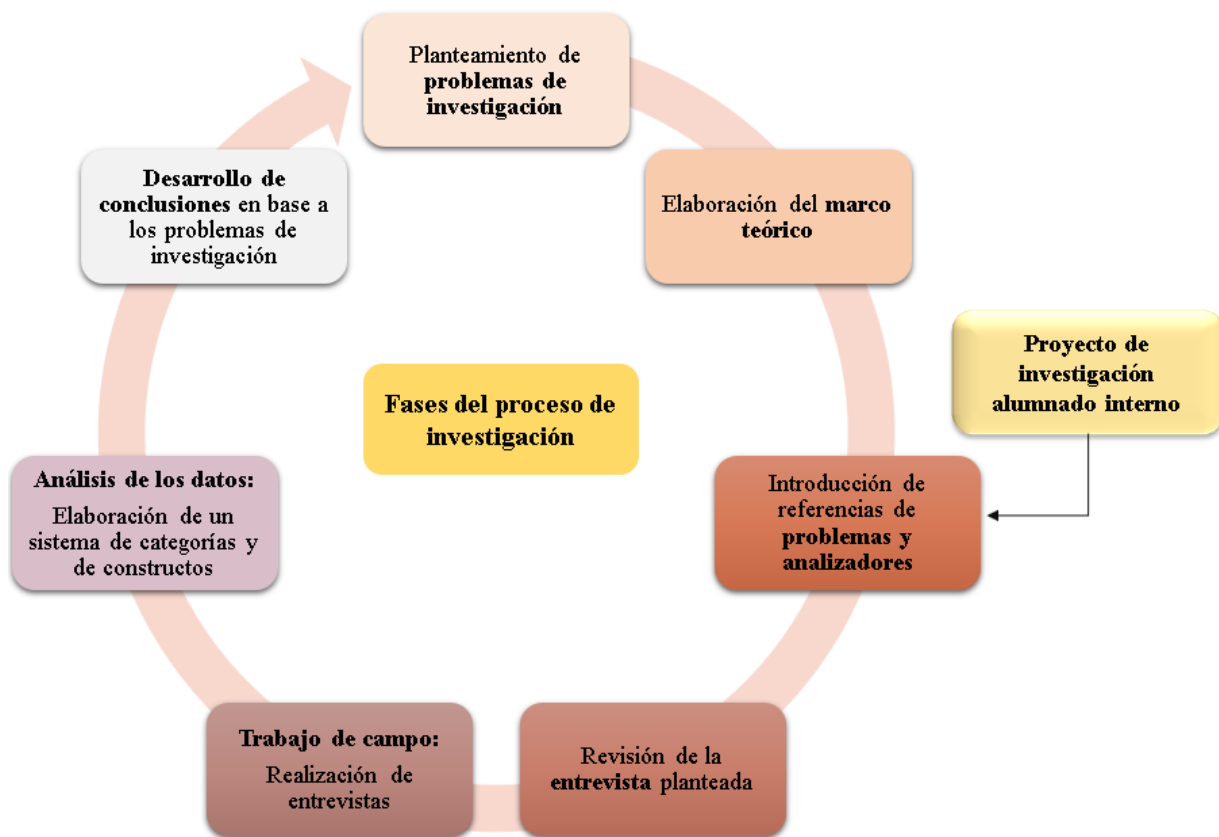 Planteamiento de
problemas de
investigación
Elaboración del marco
teórico
Proyecto de
investigación
alumnado interno
Introducción de
referencias de
problemas y
analizadores
Revisión de la
entrevista planteada
Trabajo de campo:
Realización de
entrevistas
Análisis de los datos:
Elaboración de un
sistema de categorías y
de constructos
Desarrollo de
conclusiones en base a
los problemas de
investigación
Fases del proceso de
investigación